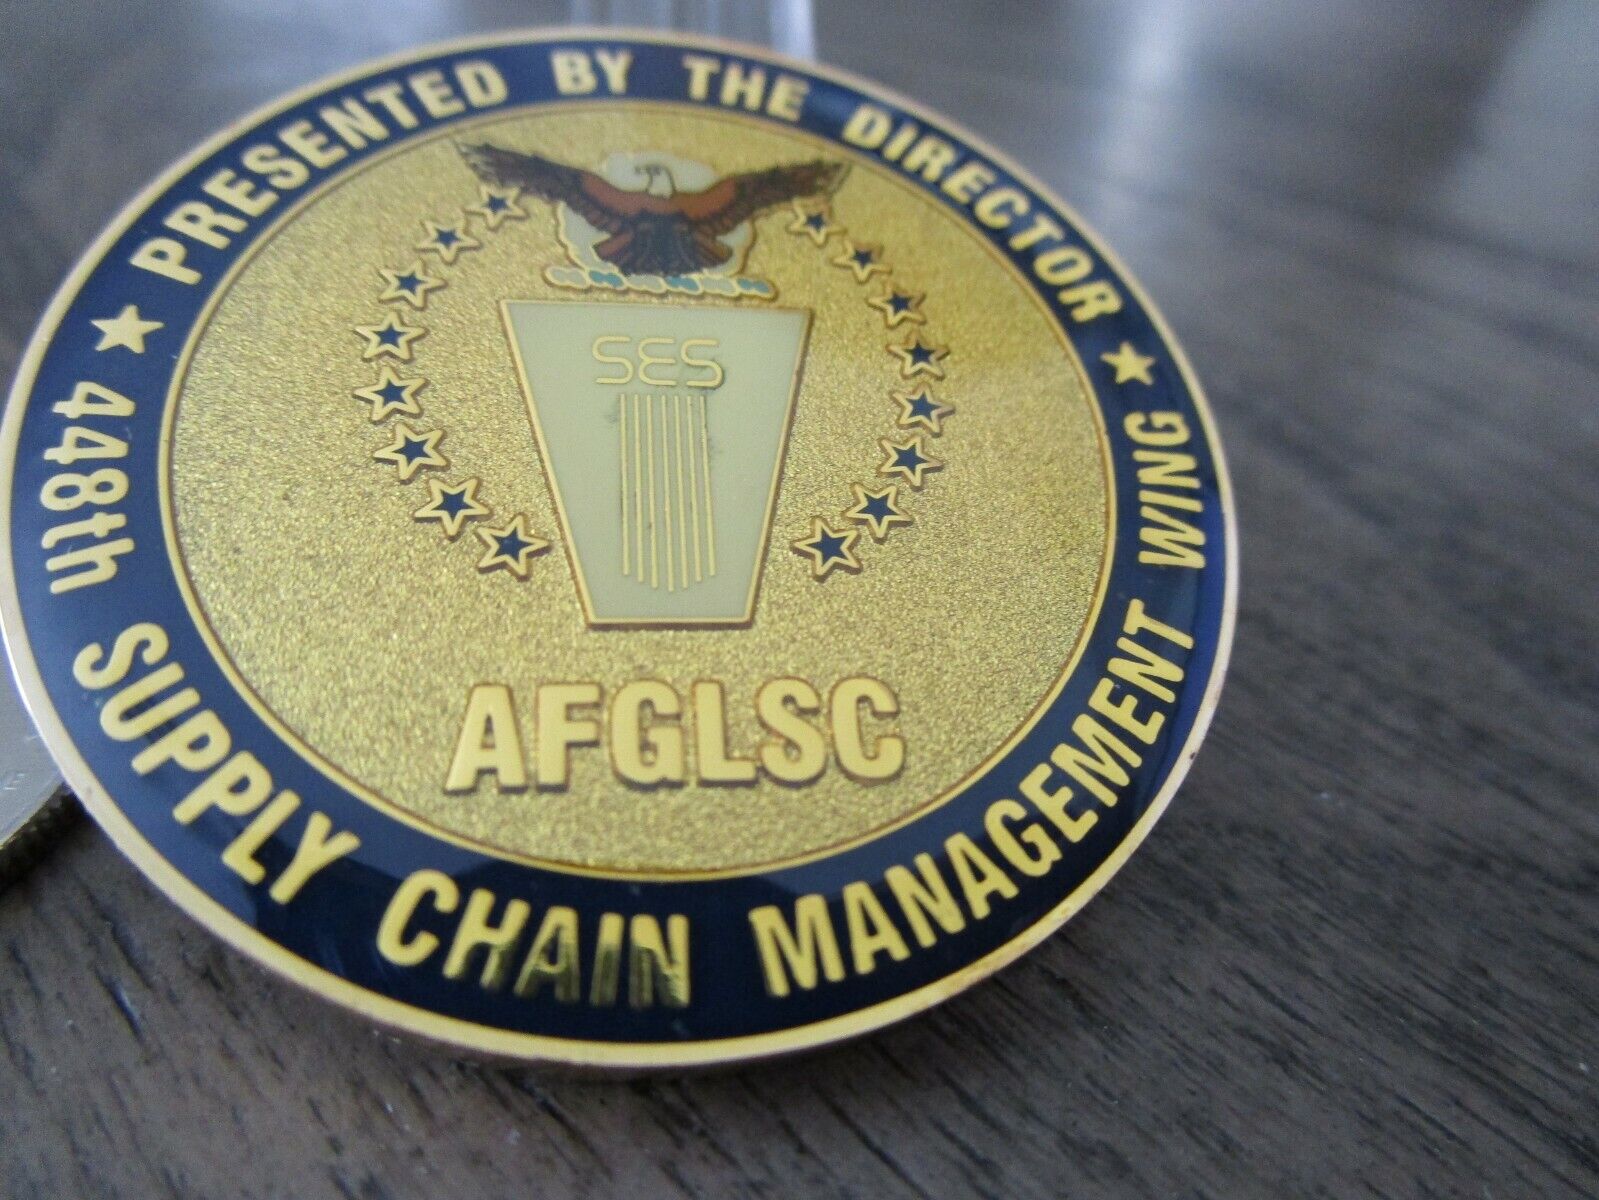 PRESENTED BY THE DIRECTOR
448th SUPPLY CHAIN MANAGEMENT WING
SES
AFGLSC